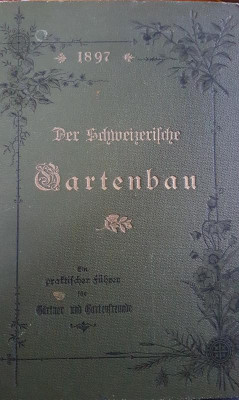 1897
Der Schweizerische
Gartenbau
Ein
praktischer Führer
für
Gärtner und Gartenfreunde